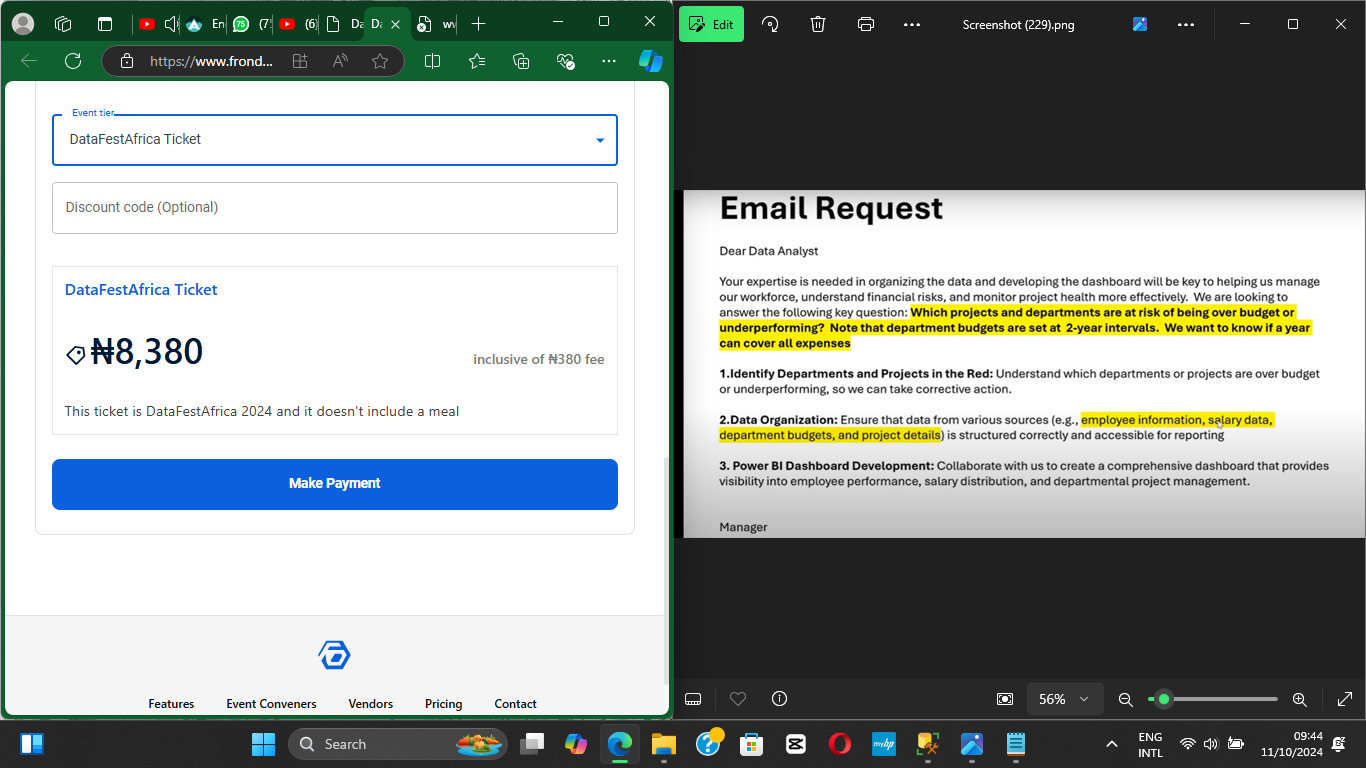 (75
(7:
En
(6)
Da
Da
w
https://www.frond...
Event tier
DataFestAfrica Ticket
Discount code (Optional)
DataFestAfrica Ticket
₦8,380
inclusive of ₦380 fee
This ticket is DataFestAfrica 2024 and it doesn't include a meal
Make Payment
Features
Event Conveners
Vendors
Pricing
Contact
Edit
Screenshot (229).png
Email Request
Dear Data Analyst
Your expertise is needed in organizing the data and developing the dashboard will be key to helping us manage
our workforce, understand financial risks, and monitor project health more effectively. We are looking to
answer the following key question: Which projects and departments are at risk of being over budget or
underperforming? Note that department budgets are set at 2-year intervals. We want to know if a year
can cover all expenses
1.Identify Departments and Projects in the Red: Understand which departments or projects are over budget
or underperforming, so we can take corrective action.
2.Data Organization: Ensure that data from various sources (e.g., employee information, salary data,
department budgets, and project details) is structured correctly and accessible for reporting
3. Power BI Dashboard Development: Collaborate with us to create a comprehensive dashboard that provides
visibility into employee performance, salary distribution, and departmental project management.
Manager
56%
Search
myhp
ENG
INTL
09:44
11/10/2024